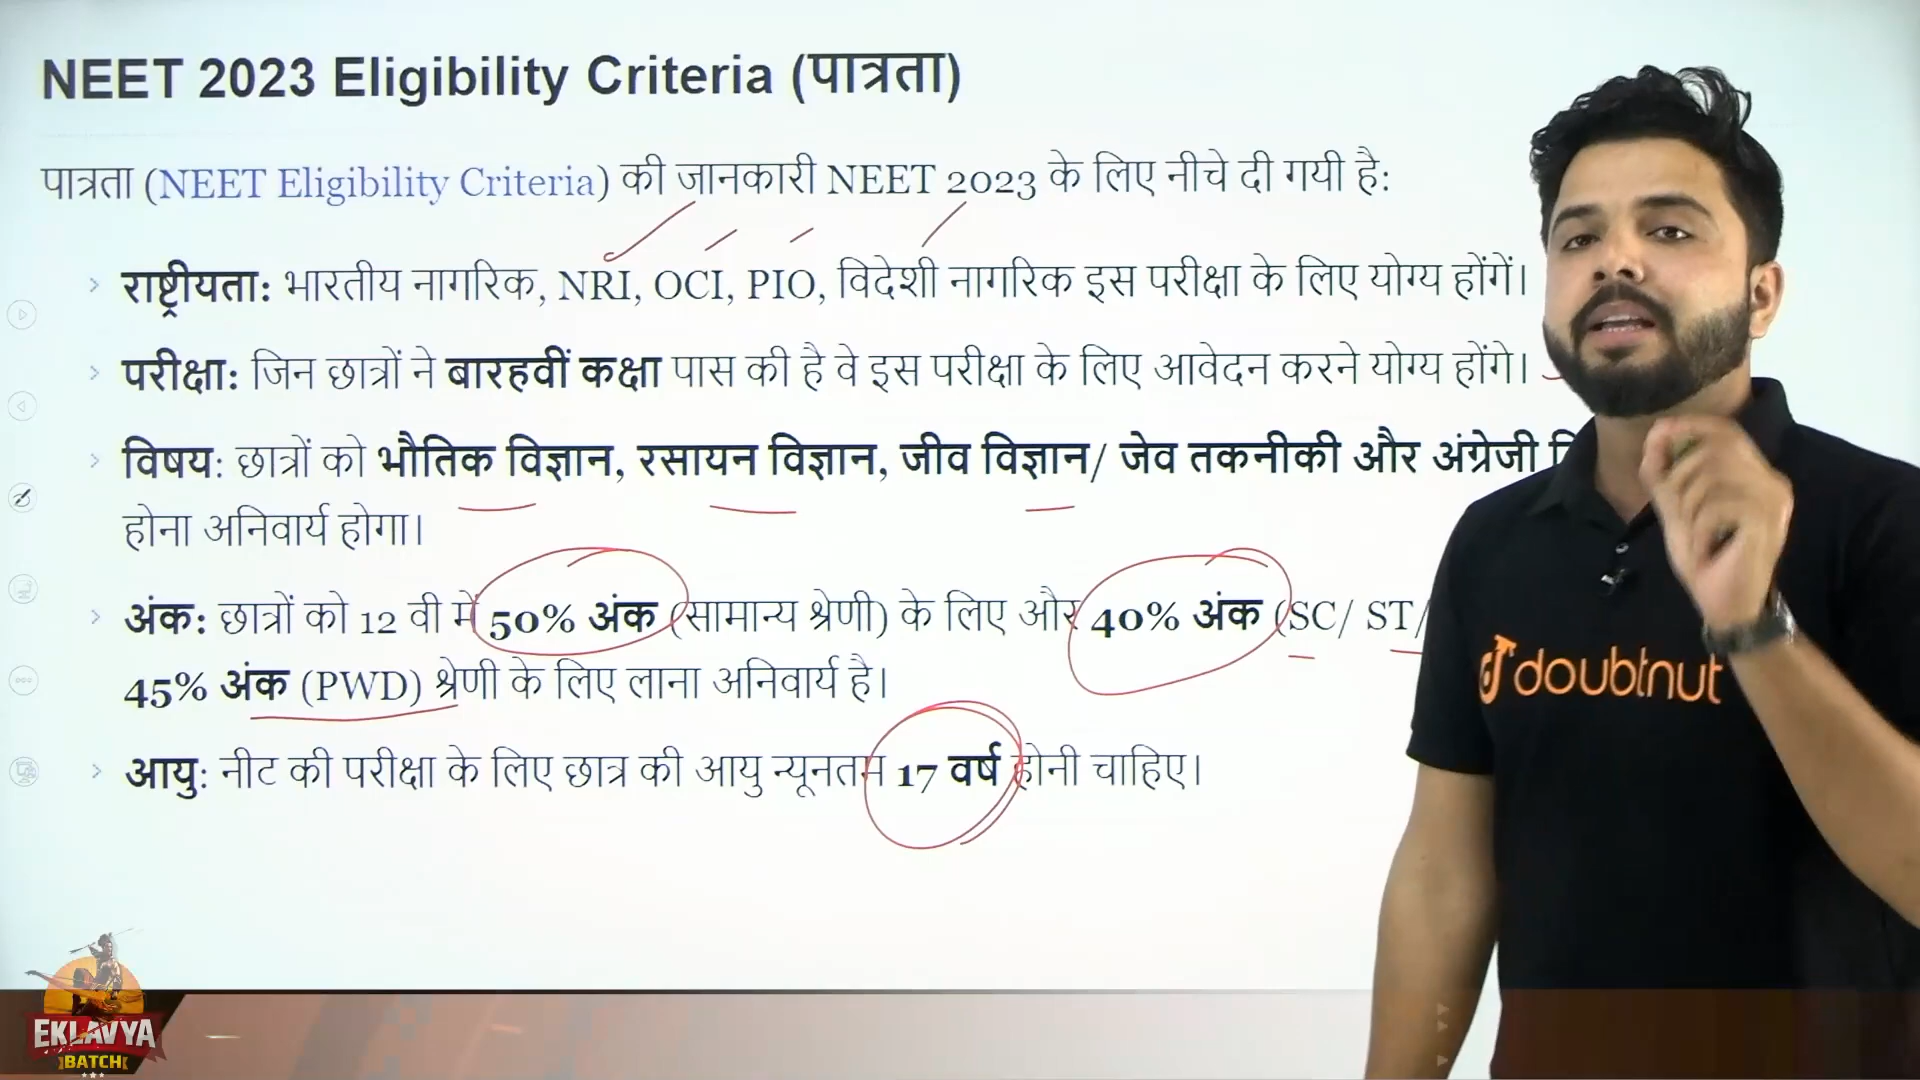 NEET 2023 Eligibility Criteria (पात्रता)
पात्रता (NEET Eligibility Criteria) की जानकारी NEET 2023 के लिए नीचे दी गयी है:
राष्ट्रीयता: भारतीय नागरिक, NRI, OCI, PIO, विदेशी नागरिक इस परीक्षा के लिए योग्य होंगें।
परीक्षा: जिन छात्रों ने बारहवीं कक्षा पास की है वे इस परीक्षा के लिए आवेदन करने योग्य होंगे।
विषय: छात्रों को भौतिक विज्ञान, रसायन विज्ञान, जीव विज्ञान/ जेव तकनीकी और अंग्रेजी
होना अनिवार्य होगा।
अंक: छात्रों को 12 वी में 50% अंक (सामान्य श्रेणी) के लिए और 40% अंक (SC/ ST/
45% अंक (PWD) श्रेणी के लिए लाना अनिवार्य है।
आयु: नीट की परीक्षा के लिए छात्र की आयु न्यूनतम 17 वर्ष होनी चाहिए।
doubtnut
EKLAVYA
BATCH